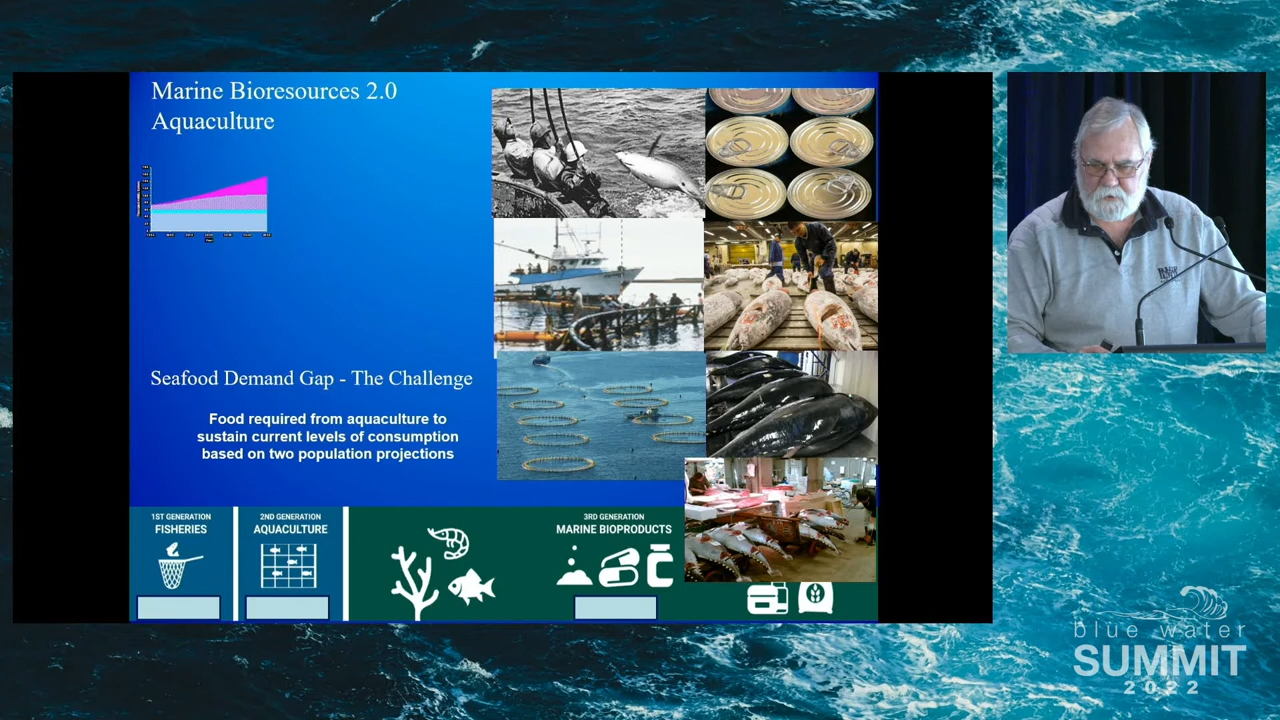 Marine Bioresources 2.0
Aquaculture
Seafood Demand Gap - The Challenge
Food required from aquaculture to
sustain current levels of consumption
based on two population projections
1ST GENERATION
FISHERIES
2ND GENERATION
AQUACULTURE
3RD GENERATION
MARINE BIOPRODUCTS
blue water
SUMMIT
2022